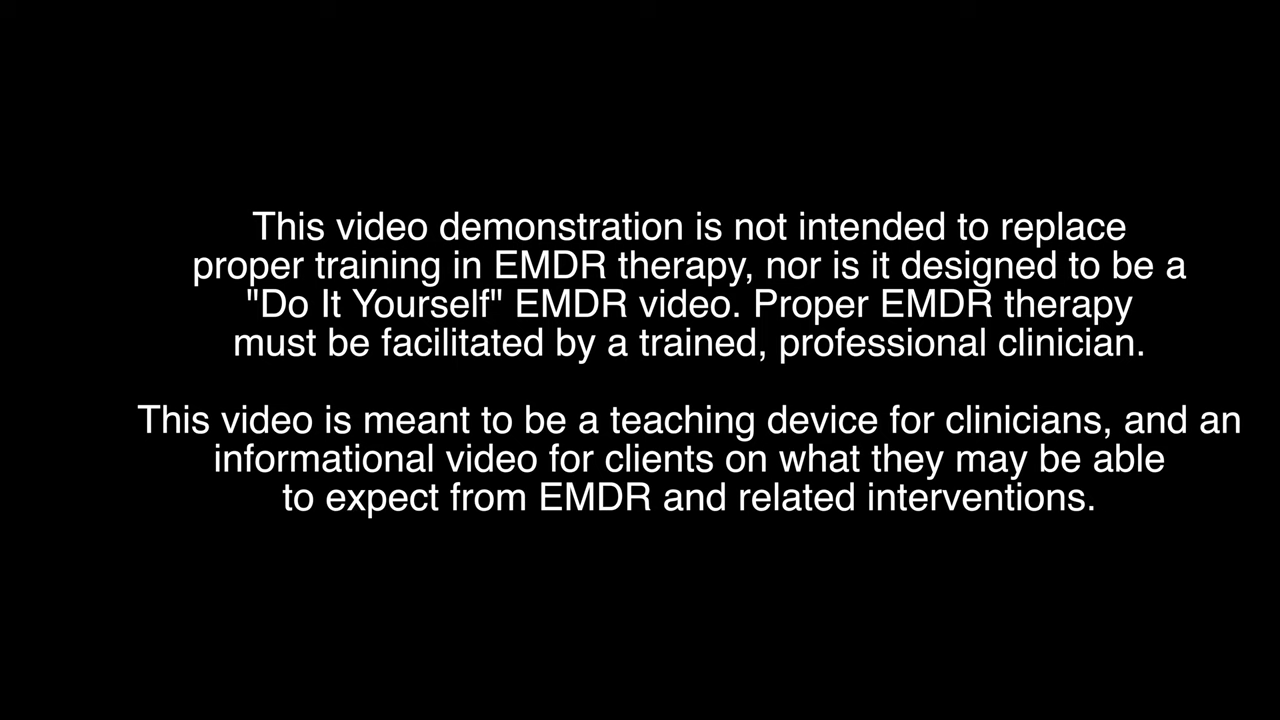 This video demonstration is not intended to replace
proper training in EMDR therapy, nor is it designed to be a
"Do It Yourself" EMDR video. Proper EMDR therapy
must be facilitated by a trained, professional clinician.
This video is meant to be a teaching device for clinicians, and an
informational video for clients on what they may be able
to expect from EMDR and related interventions.